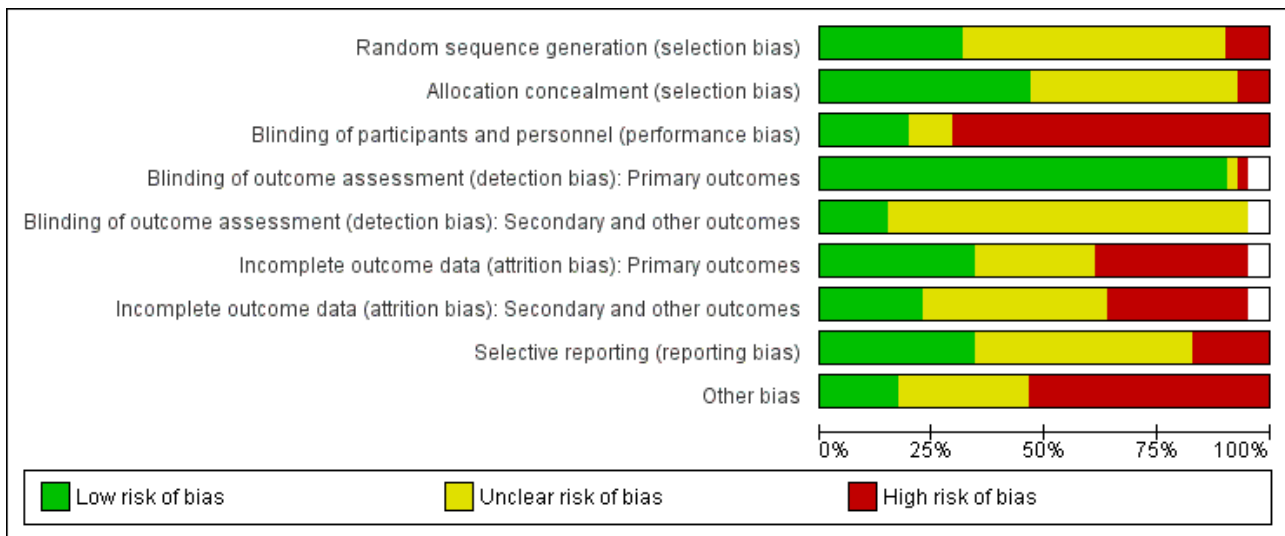 Random sequence generation (selection bias)
Allocation concealment (selection bias)
Blinding of participants and personnel (performance bias)
Blinding of outcome assessment (detection bias): Primary outcomes
Blinding of outcome assessment (detection bias): Secondary and other outcomes
Incomplete outcome data (attrition bias): Primary outcomes
Incomplete outcome data (attrition bias): Secondary and other outcomes
Selective reporting (reporting bias)
Other bias
0% 25% 50% 75% 100%
Low risk of bias Unclear risk of bias High risk of bias